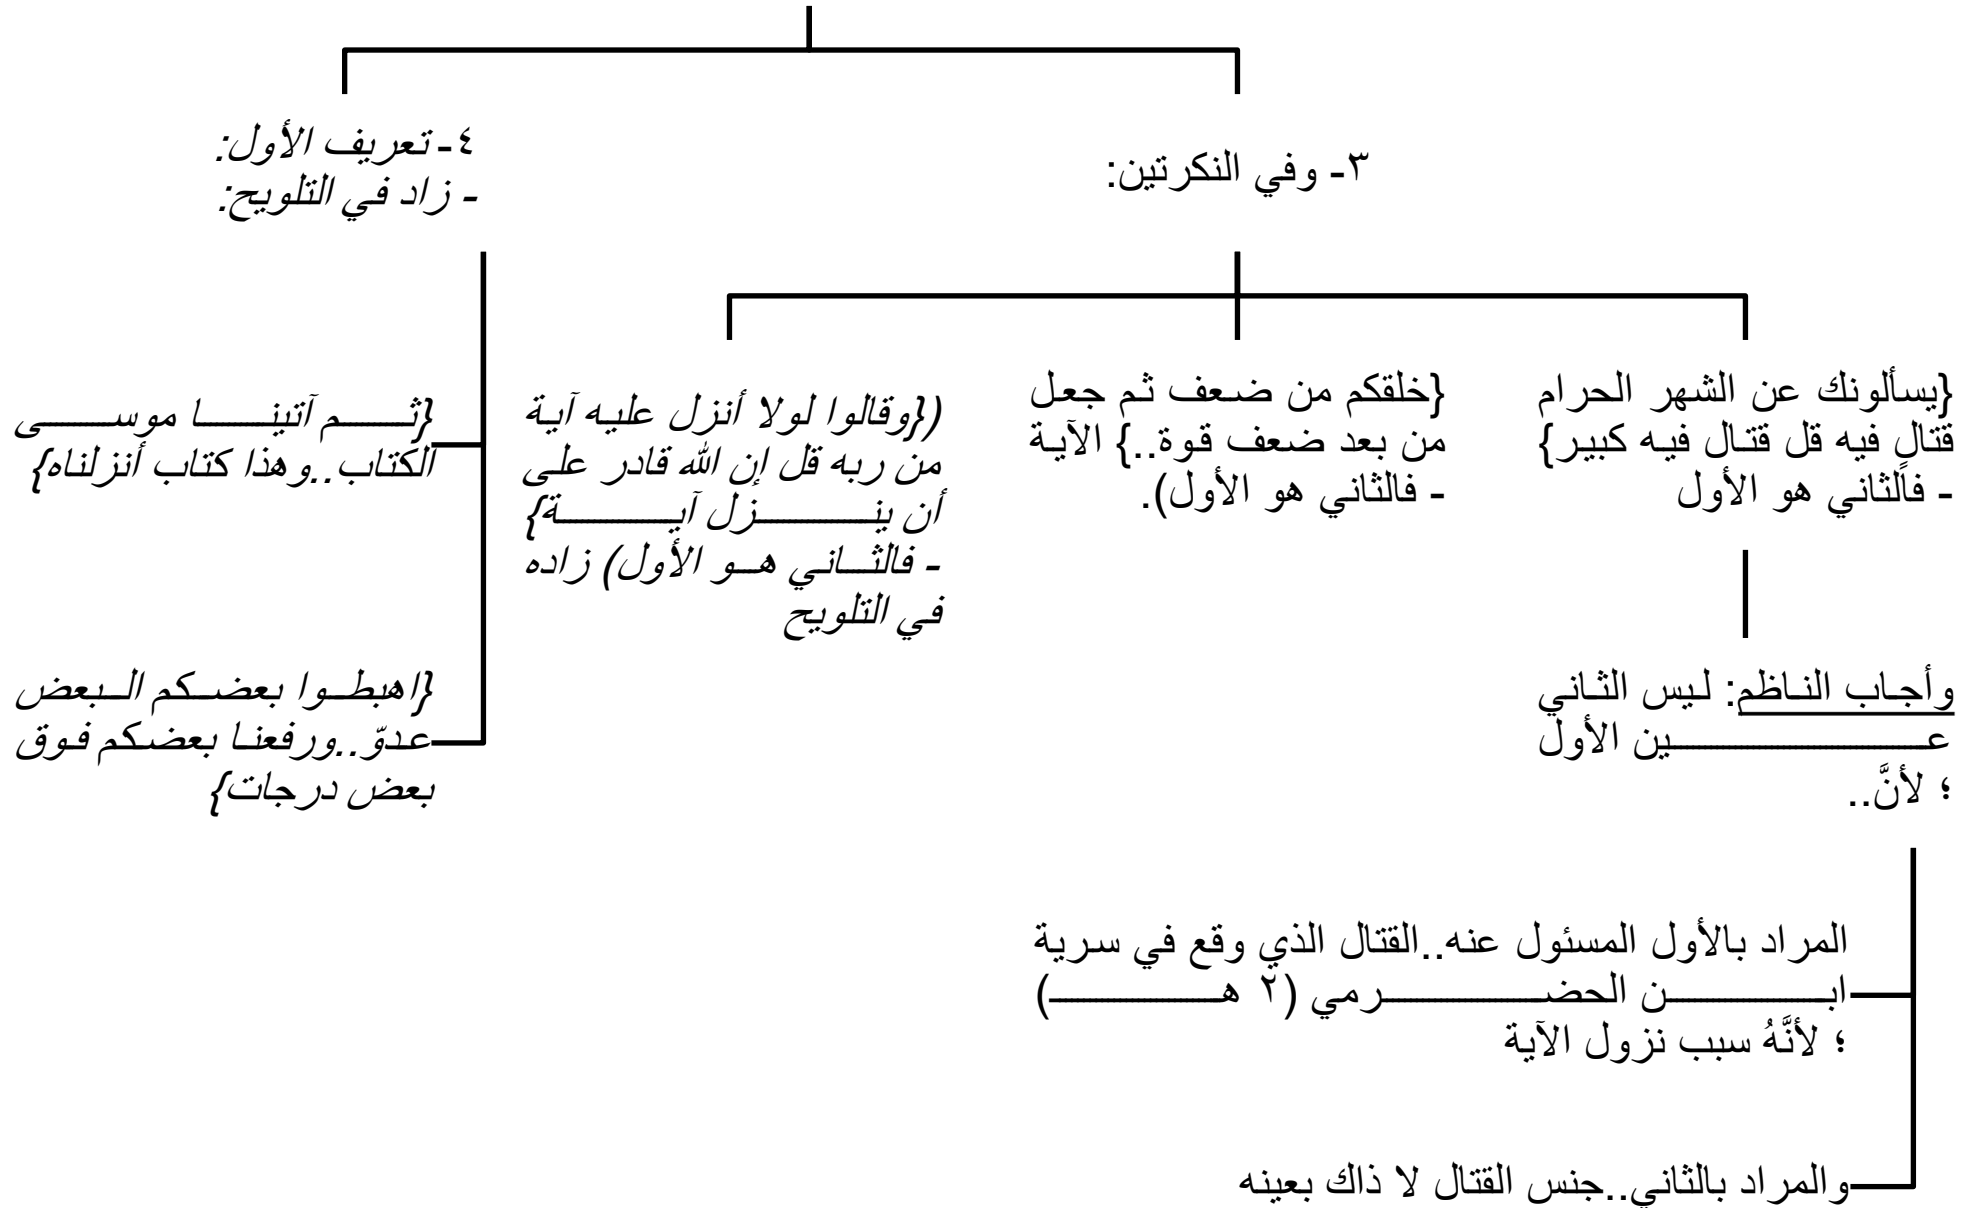 ٣- وفي النكرتين:
{يسألونك عن الشهر الحرام
قتالٍ فيه قل قتال فيه كبير}
- فالثاني هو الأول
وأجاب الناظم: ليس الثاني
عين الأول
؛ لأنَّ..
المراد بالأول المسئول عنه..القتال الذي وقع في سرية
ابن الحضرمي (٢ هـ)
؛ لأنَّهُ سبب نزول الآية
والمراد بالثاني..جنس القتال لا ذاك بعينه
{خلقكم من ضعف ثم جعل
من بعد ضعف قوة..} الآية
- فالثاني هو الأول).
({وقالوا لولا أنزل عليه آية
من ربه قل إن الله قادر على
أن ينزل آية}
- فالثاني هو الأول) زاده
في التلويح
٤- تعريف الأول:
- زاد في التلويح:
{ثم آتينا موسى
الكتاب..وهذا كتاب أنزلناه}
{اهبطوا بعضكم البعض
عدوّ..ورفعنا بعضكم فوق
بعض درجات}